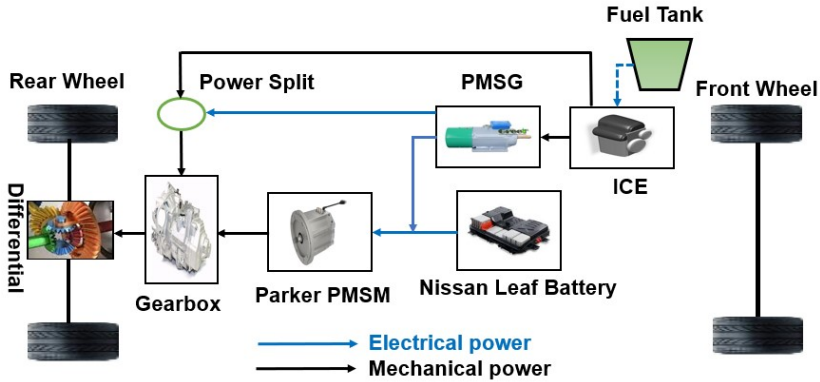 Fuel Tank
Rear Wheel
Power Split
PMSG
Front Wheel
ICE
Differential
Gearbox
Parker PMSM
Nissan Leaf Battery
Electrical power
Mechanical power